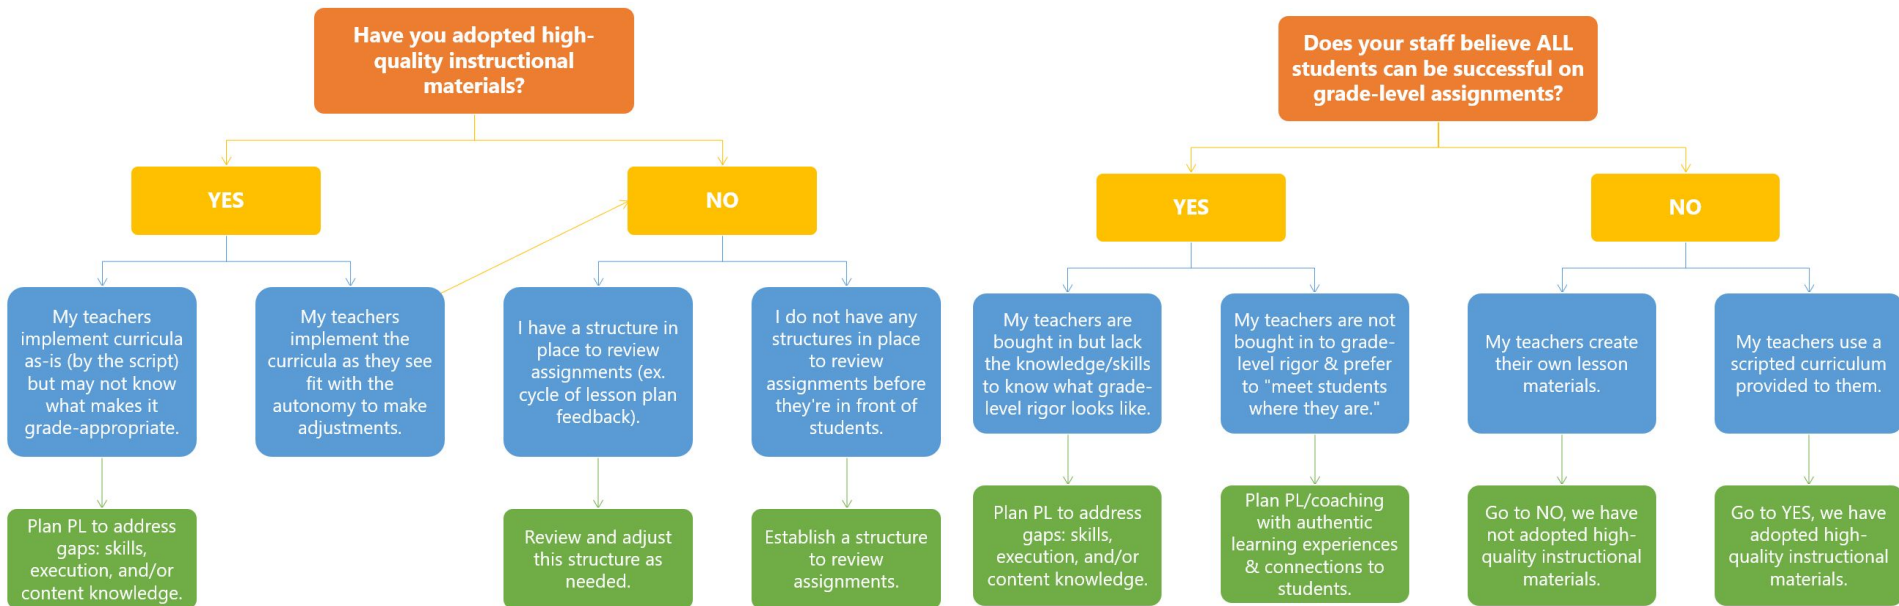 Have you adopted high-
quality instructional
materials?
YES
NO
My teachers
implement curricula
as-is (by the script)
but may not know
what makes it
grade-appropriate.
My teachers
implement the
curricula as they see
fit with the
autonomy to make
adjustments.
I have a structure in
place to review
assignments (ex.
cycle of lesson plan
feedback).
I do not have any
structures in place
to review
assignments before
they're in front of
students.
Plan PL to address
gaps: skills,
execution, and/or
content knowledge.
Review and adjust
this structure as
needed.
Establish a structure
to review
assignments.
Does your staff believe ALL
students can be successful on
grade-level assignments?
YES
NO
My teachers are
bought in but lack
the knowledge/skills
to know what grade-
level rigor looks like.
My teachers are not
bought in to grade-
level rigor & prefer
to "meet students
where they are."
My teachers create
their own lesson
materials.
My teachers use a
scripted curriculum
provided to them.
Plan PL to address
gaps: skills,
execution, and/or
content knowledge.
Plan PL/coaching
with authentic
learning experiences
& connections to
students.
Go to NO, we have
not adopted high-
quality instructional
materials.
Go to YES, we have
adopted high-
quality instructional
materials.